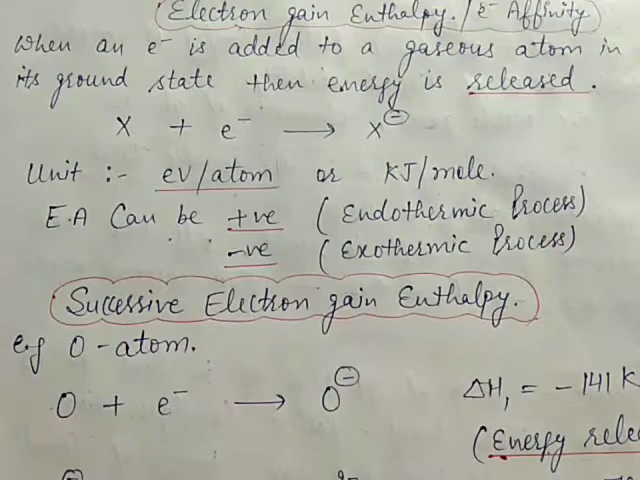 Electron gain Enthalpy./e⁻ Affinity
When an e⁻ is added to a gaseous atom in
its ground state then energy is released.
X + e⁻ ⟶ X⊖
Unit :- eV/atom or KJ/mole.
E.A Can be +ve (Endothermic Process)
-ve (Exothermic Process)
Successive Electron gain Enthalpy.
e.g O-atom.
O + e⁻ ⟶ O⊖ ΔH₁ = -141 K
(Energy rele